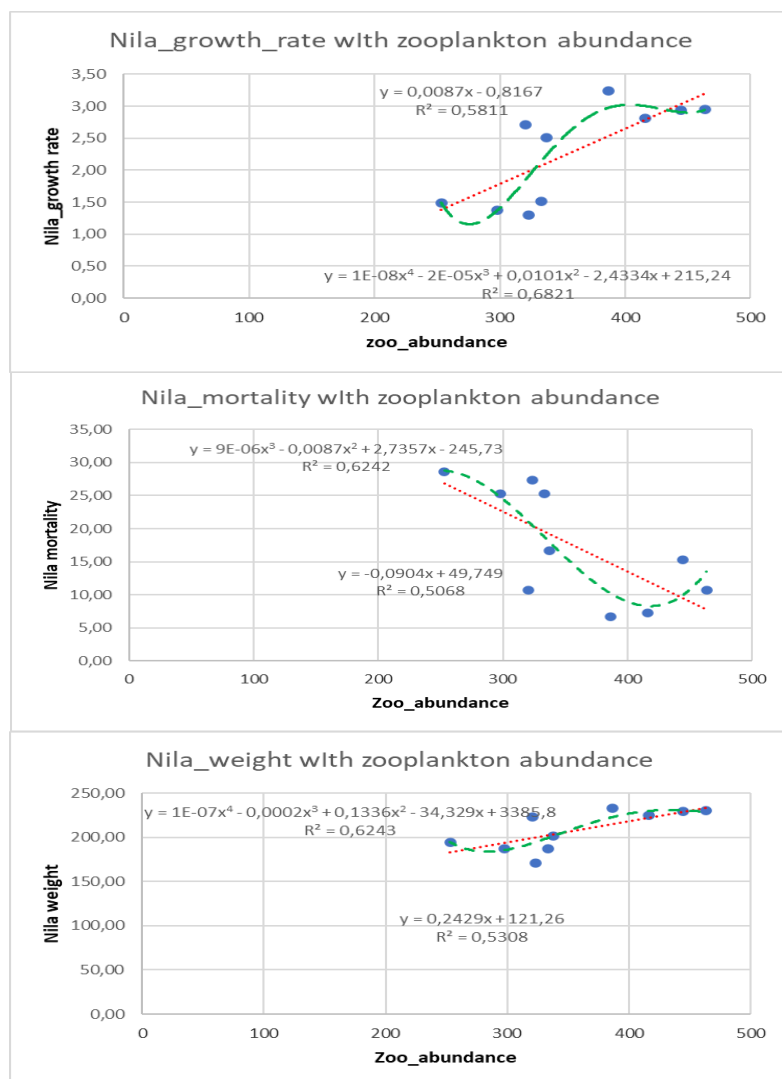 Nila_growth_rate wIth zooplankton abundance
3,50
3,00
2,50
2,00
1,50
1,00
0,50
0,00
Nila_growth rate
y = 0,0087x - 0,8167
R² = 0,5811
y = 1E-08x⁴ - 2E-05x³ + 0,0101x² - 2,4334x + 215,24
R² = 0,6821
0 100 200 300 400 500
zoo_abundance
Nila_mortality wIth zooplankton abundance
35,00
30,00
25,00
20,00
15,00
10,00
5,00
0,00
Nila mortality
y = 9E-06x³ - 0,0087x² + 2,7357x - 245,73
R² = 0,6242
y = -0,0904x + 49,749
R² = 0,5068
0 100 200 300 400 500
Zoo_abundance
Nila_weight wIth zooplankton abundance
250,00
200,00
150,00
100,00
50,00
0,00
Nila weight
y = 1E-07x⁴ - 0,0002x³ + 0,1336x² - 34,329x + 3385,8
R² = 0,6243
y = 0,2429x + 121,26
R² = 0,5308
0 100 200 300 400 500
Zoo_abundance